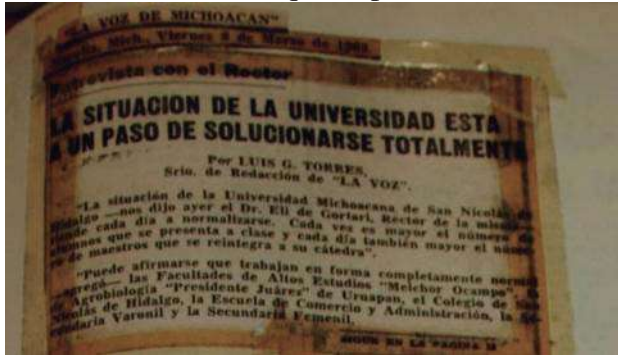 "LA VOZ DE MICHOACAN"
Mich., Viernes 8 de Marzo de
Entrevista con el Rector
LA SITUACION DE LA UNIVERSIDAD ESTA
A UN PASO DE SOLUCIONARSE TOTALMENTE
Por LUIS G. TORRES,
Srio. de Redacción de "LA VOZ".
"La situación de la Universidad Michoacana de San Nicolás de
Hidalgo —nos dijo ayer el Dr. Eli de Gortari, Rector de la misma—
tiende cada día a normalizarse. Cada ves es mayor el número de
alumnos que se presenta a clase y cada día también mayor el núme-
ro de maestros que se reintegra a su cátedra".
"Puede afirmarse que trabajan en forma completamente normal
—agregó— las Facultades de Altos Estudios "Melchor Ocampo"
Agrobiología "Presidente Juárez" de Uruapan, el Colegio de San
Nicolás de Hidalgo, la Escuela de Comercio y Administración, la Se-
cundaria Varonil y la Secundaria Femenil.
SIGUE EN LA PAGINA